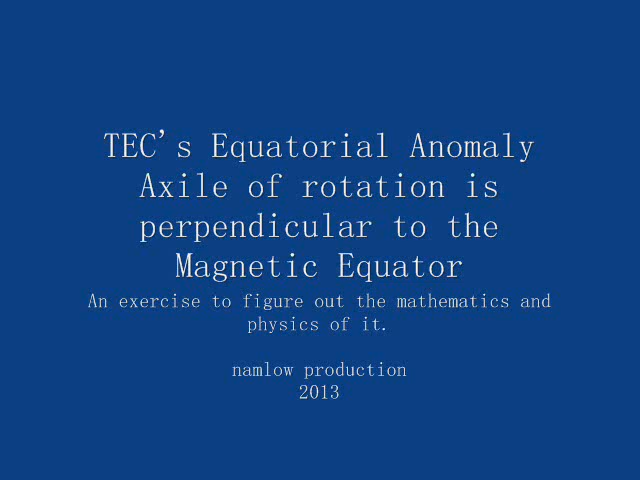 TEC's Equatorial Anomaly
Axile of rotation is
perpendicular to the
Magnetic Equator
An exercise to figure out the mathematics and
physics of it.
namlow production
2013